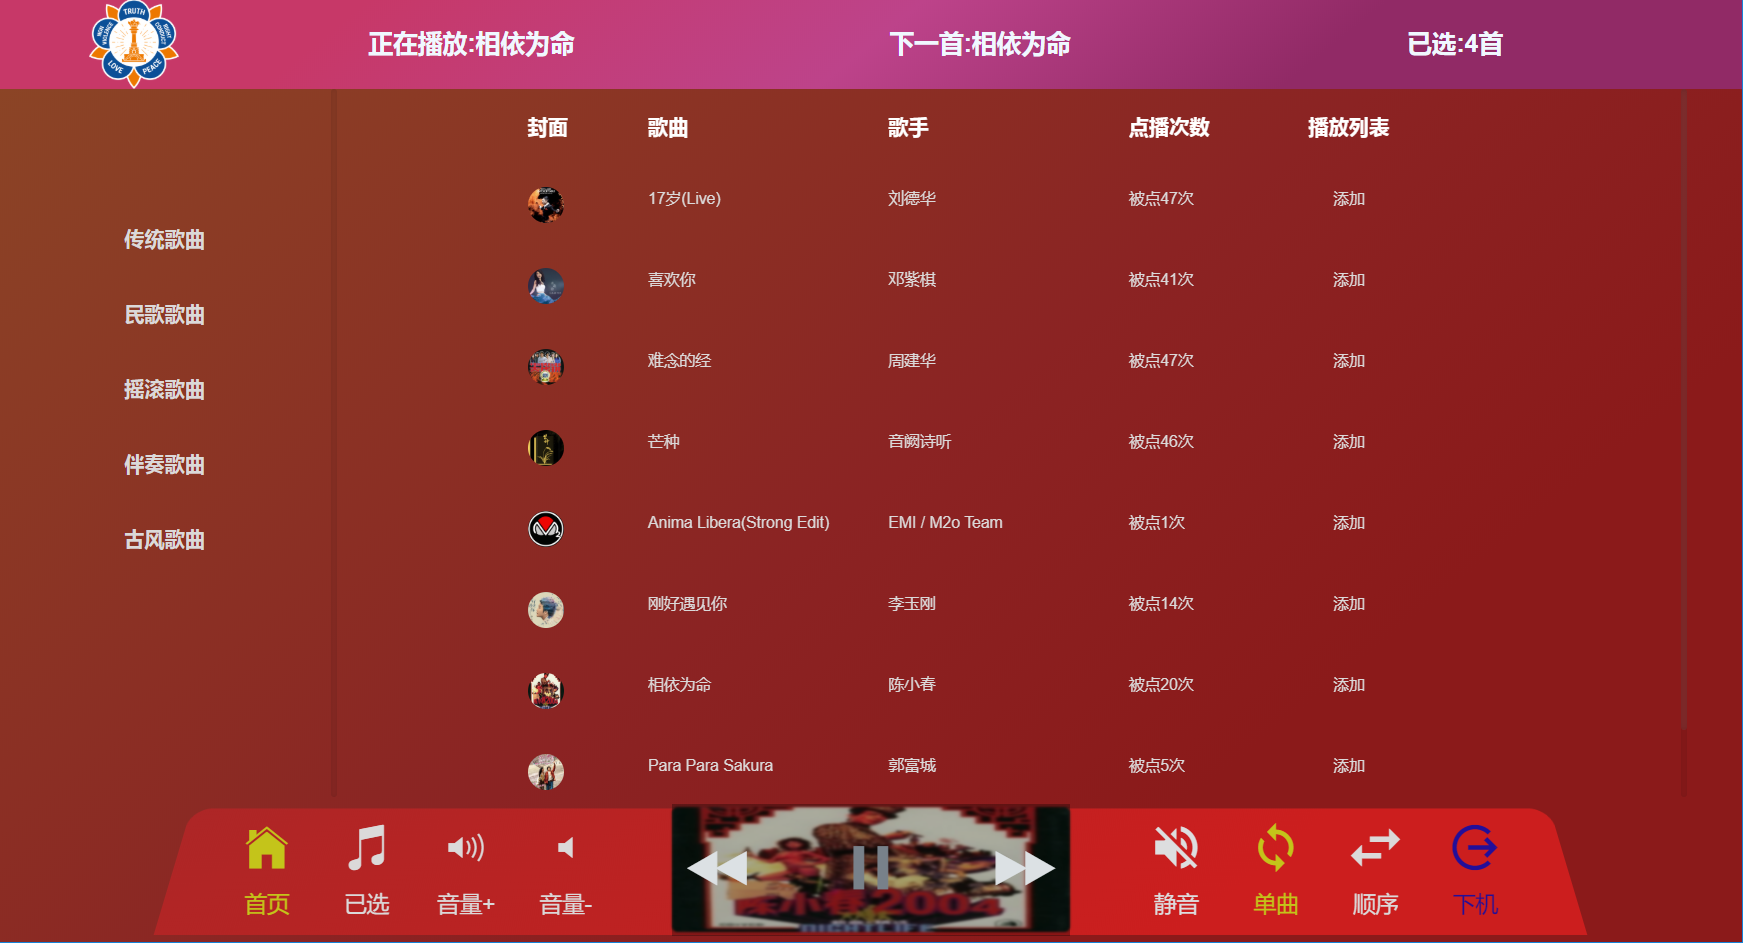 TRUTH
NON VIOLENCE
RIGHT CONDUCT
LOVE
PEACE
正在播放:相依为命
下一首:相依为命
已选:4首
传统歌曲
民歌歌曲
摇滚歌曲
伴奏歌曲
古风歌曲
封面 歌曲 歌手 点播次数 播放列表
17岁(Live) 刘德华 被点47次 添加
喜欢你 邓紫棋 被点41次 添加
难念的经 周建华 被点47次 添加
芒种 音阙诗听 被点46次 添加
Anima Libera(Strong Edit) EMI / M2o Team 被点1次 添加
刚好遇见你 李玉刚 被点14次 添加
相依为命 陈小春 被点20次 添加
Para Para Sakura 郭富城 被点5次 添加
首页 已选 音量+ 音量-
陈小春 2004
NIGHTLIFE
静音 单曲 顺序 下机